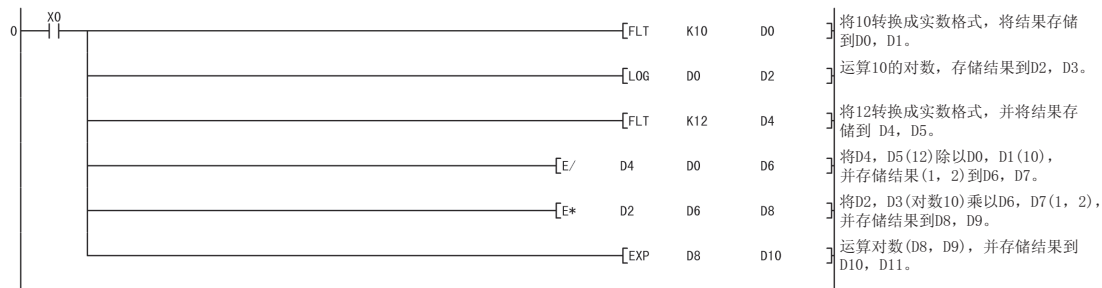 X0
0
[FLT K10 D0 ]
将10转换成实数格式，将结果存储
到D0，D1。
[LOG D0 D2 ]
运算10的对数，存储结果到D2，D3。
[FLT K12 D4 ]
将12转换成实数格式，并将结果存
储到 D4，D5。
[E/ D4 D0 D6 ]
将D4，D5(12)除以D0，D1(10)，
并存储结果(1，2)到D6，D7。
[E* D2 D6 D8 ]
将D2，D3(对数10)乘以D6，D7(1，2)，
并存储结果到D8，D9。
[EXP D8 D10 ]
运算对数(D8，D9)，并存储结果到
D10，D11。